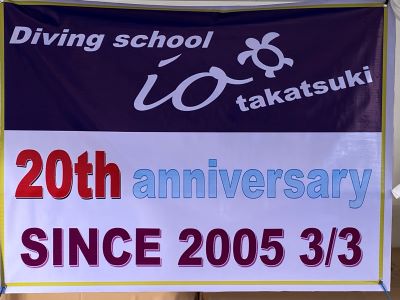 Diving school
io
takatsuki
20th anniversary
SINCE 2005 3/3